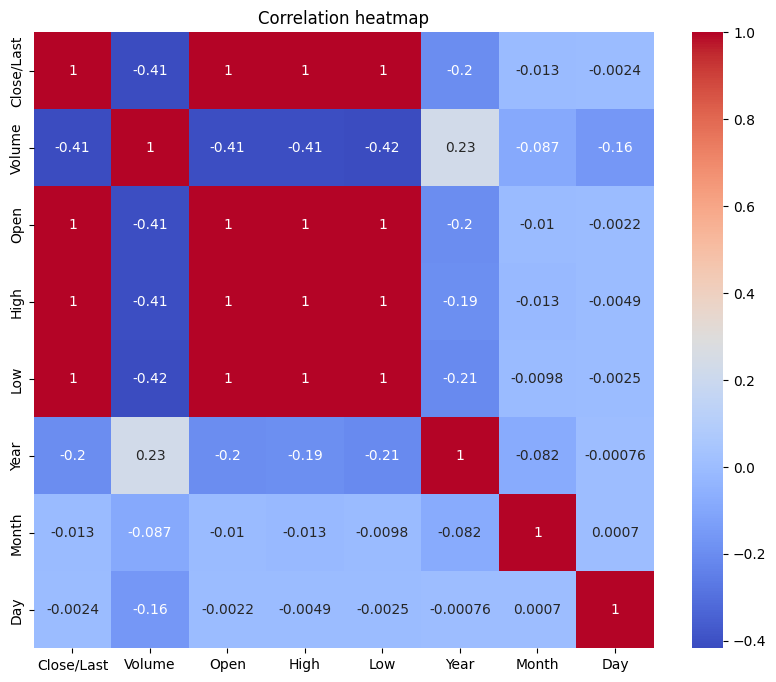 Correlation heatmap
Close/Last 1 -0.41 1 1 1 -0.2 -0.013 -0.0024
Volume -0.41 1 -0.41 -0.41 -0.42 0.23 -0.087 -0.16
Open 1 -0.41 1 1 1 -0.2 -0.01 -0.0022
High 1 -0.41 1 1 1 -0.19 -0.013 -0.0049
Low 1 -0.42 1 1 1 -0.21 -0.0098 -0.0025
Year -0.2 0.23 -0.2 -0.19 -0.21 1 -0.082 -0.00076
Month -0.013 -0.087 -0.01 -0.013 -0.0098 -0.082 1 0.0007
Day -0.0024 -0.16 -0.0022 -0.0049 -0.0025 -0.00076 0.0007 1
Close/Last Volume Open High Low Year Month Day
1.0
0.8
0.6
0.4
0.2
0.0
−0.2
−0.4